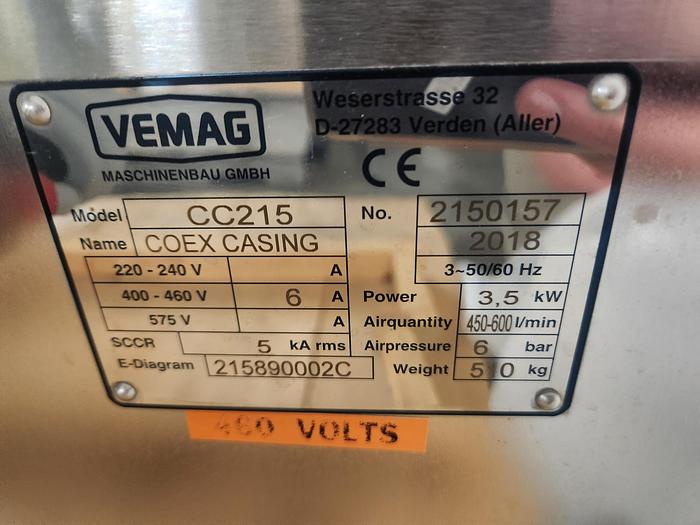 VEMAG
MASCHINENBAU GMBH
Weserstrasse 32
D-27283 Verden (Aller)
CE
Model CC215 No. 2150157
Name COEX CASING 2018
220 - 240 V A 3~50/60 Hz
400 - 460 V 6 A Power 3,5 kW
575 V A Airquantity 450-600 l/min
SCCR 5 kA rms Airpressure 6 bar
E-Diagram 215890002C Weight 510 kg
460 VOLTS